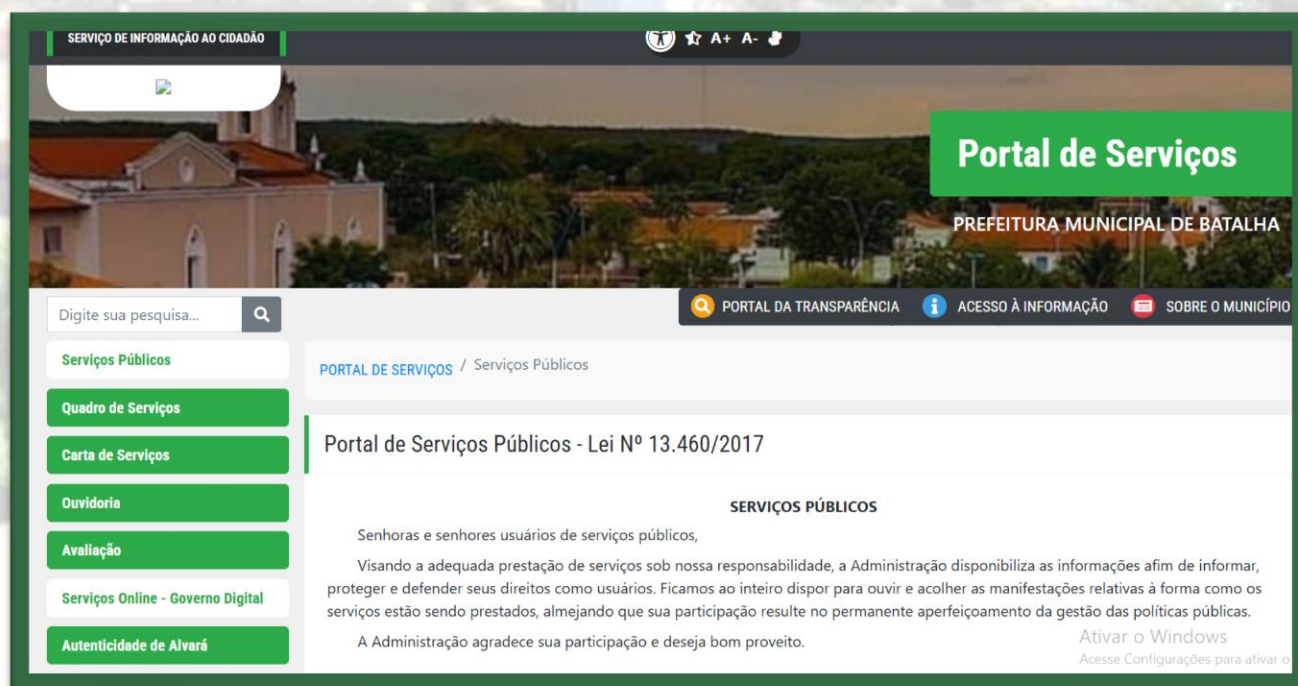 SERVIÇO DE INFORMAÇÃO AO CIDADÃO
A+ A-
Portal de Serviços
PREFEITURA MUNICIPAL DE BATALHA
PORTAL DA TRANSPARÊNCIA ACESSO À INFORMAÇÃO SOBRE O MUNICÍPIO
Digite sua pesquisa...
Serviços Públicos
Quadro de Serviços
Carta de Serviços
Ouvidoria
Avaliação
Serviços Online - Governo Digital
Autenticidade de Alvará
PORTAL DE SERVIÇOS / Serviços Públicos
Portal de Serviços Públicos - Lei Nº 13.460/2017
SERVIÇOS PÚBLICOS
Senhoras e senhores usuários de serviços públicos,
Visando a adequada prestação de serviços sob nossa responsabilidade, a Administração disponibiliza as informações afim de informar,
proteger e defender seus direitos como usuários. Ficamos ao inteiro dispor para ouvir e acolher as manifestações relativas à forma como os
serviços estão sendo prestados, almejando que sua participação resulte no permanente aperfeiçoamento da gestão das políticas públicas.
A Administração agradece sua participação e deseja bom proveito.
Ativar o Windows
Acesse Configurações para ativar o